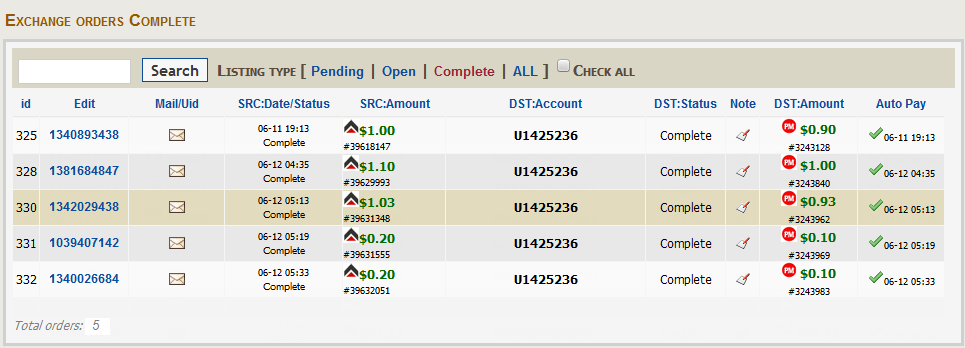 Exchange orders Complete
Search Listing type [ Pending | Open | Complete | ALL ] Check all
id Edit Mail/Uid SRC:Date/Status SRC:Amount DST:Account DST:Status Note DST:Amount Auto Pay
325 1340893438 06-11 19:13 Complete $1.00 #39618147 U1425236 Complete PM $0.90 #3243128 06-11 19:13
328 1381684847 06-12 04:35 Complete $1.10 #39629993 U1425236 Complete PM $1.00 #3243840 06-12 04:35
330 1342029438 06-12 05:13 Complete $1.03 #39631348 U1425236 Complete PM $0.93 #3243962 06-12 05:13
331 1039407142 06-12 05:19 Complete $0.20 #39631555 U1425236 Complete PM $0.10 #3243969 06-12 05:19
332 1340026684 06-12 05:33 Complete $0.20 #39632051 U1425236 Complete PM $0.10 #3243983 06-12 05:33
Total orders: 5